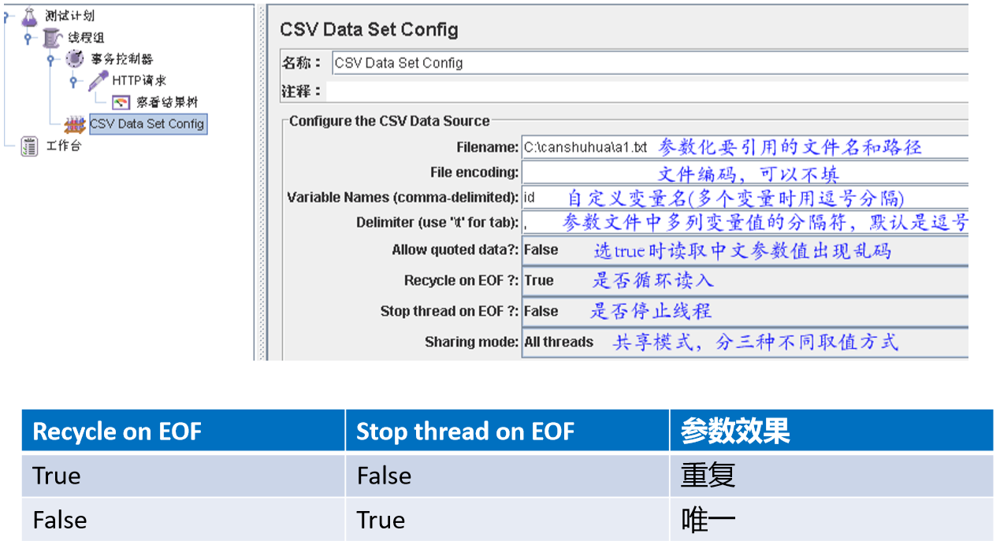 测试计划
线程组
事务控制器
HTTP请求
察看结果树
CSV Data Set Config
工作台
CSV Data Set Config
名称： CSV Data Set Config
注释：
Configure the CSV Data Source
Filename: C:\canshuhua\a1.txt 参数化要引用的文件名和路径
File encoding: 文件编码，可以不填
Variable Names (comma-delimited): id 自定义变量名(多个变量时用逗号分隔)
Delimiter (use '\t' for tab): , 参数文件中多列变量值的分隔符，默认是逗号
Allow quoted data?: False 选true时读取中文参数值出现乱码
Recycle on EOF ?: True 是否循环读入
Stop thread on EOF ?: False 是否停止线程
Sharing mode: All threads 共享模式，分三种不同取值方式
Recycle on EOF Stop thread on EOF 参数效果
True False 重复
False True 唯一